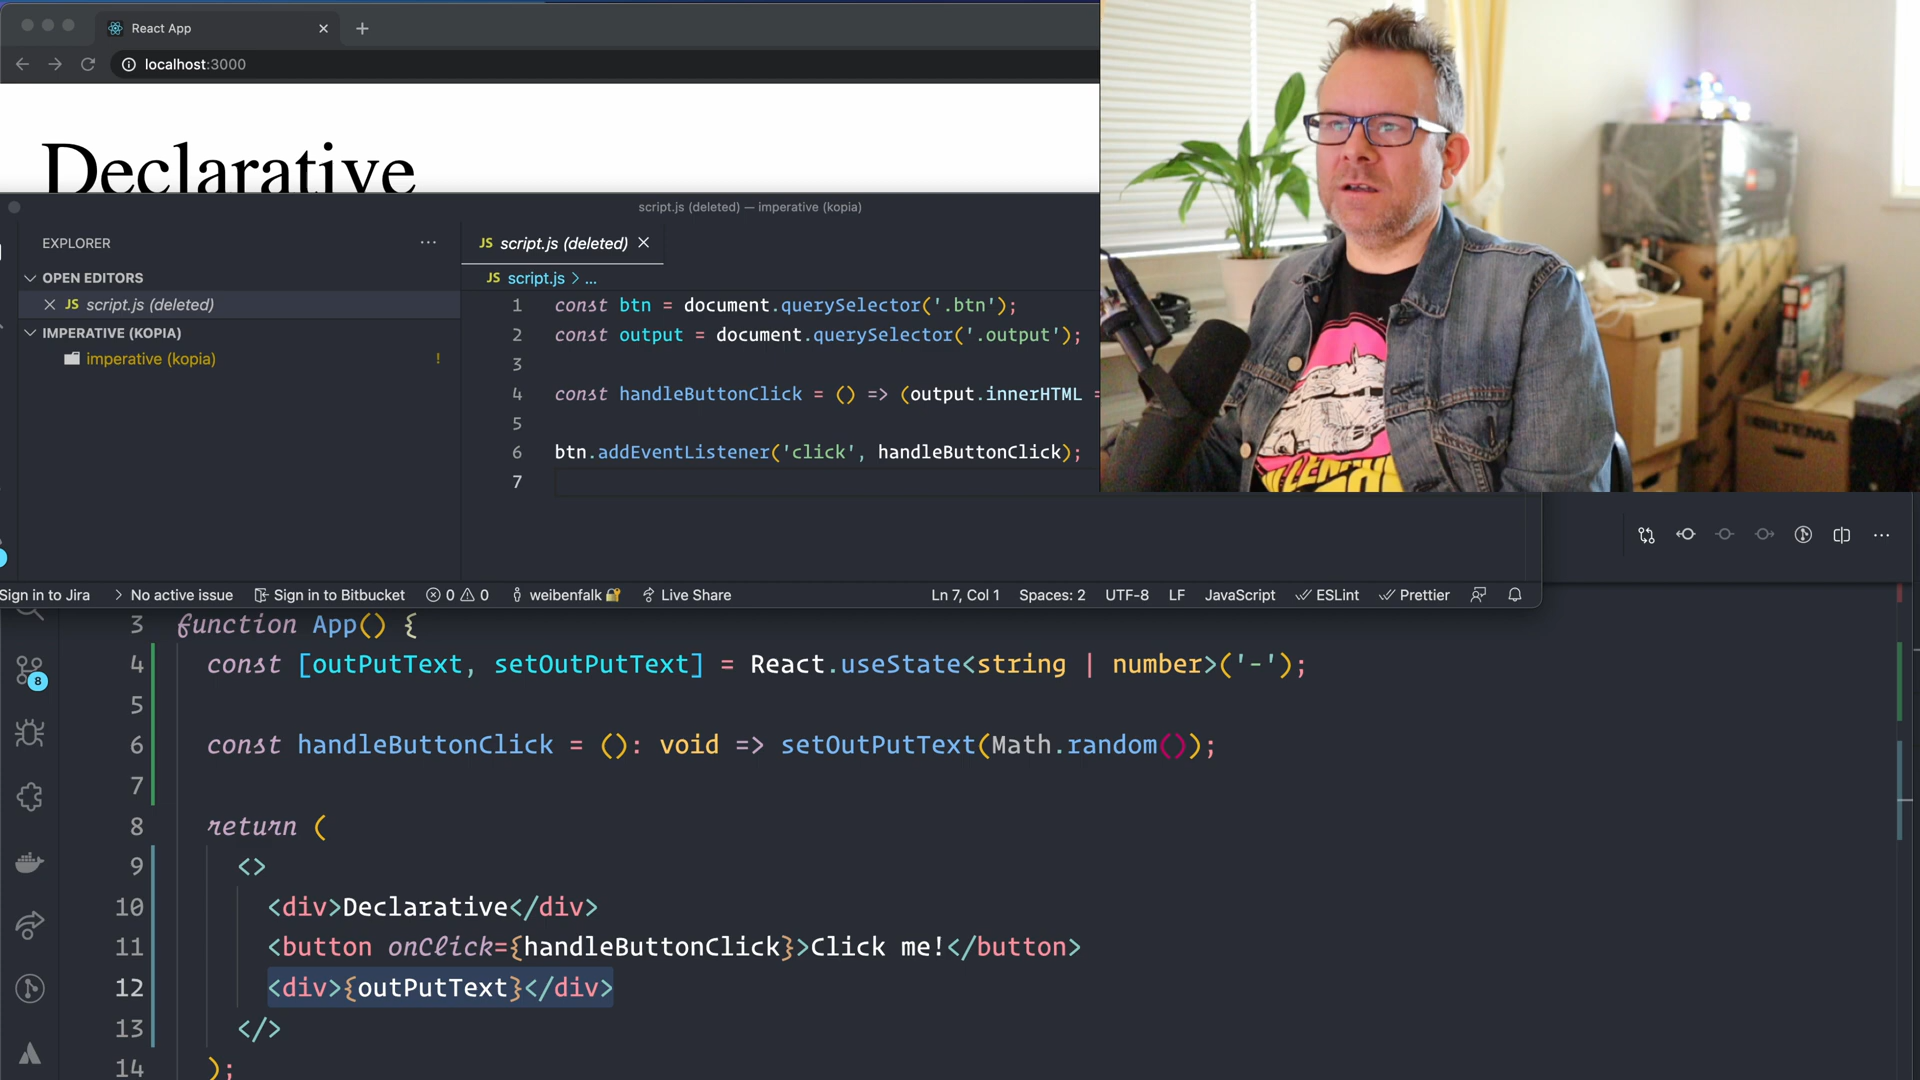 React App
localhost:3000
Declarative
script.js (deleted) — imperative (kopia)
EXPLORER
JS script.js (deleted)
OPEN EDITORS
JS script.js > ...
JS script.js (deleted)
IMPERATIVE (KOPIA)
imperative (kopia) !
1 const btn = document.querySelector('.btn');
2 const output = document.querySelector('.output');
3
4 const handleButtonClick = () => (output.innerHTML =
5
6 btn.addEventListener('click', handleButtonClick);
7
Sign in to Jira No active issue Sign in to Bitbucket 0 0 weibenfalk Live Share Ln 7, Col 1 Spaces: 2 UTF-8 LF JavaScript ESLint Prettier
3 function App() {
4 const [outPutText, setOutPutText] = React.useState<string | number>('-');
5
6 const handleButtonClick = (): void => setOutPutText(Math.random());
7
8 return (
9 <>
10 <div>Declarative</div>
11 <button onClick={handleButtonClick}>Click me!</button>
12 <div>{outPutText}</div>
13 </>
14 );
8
BILTEMA